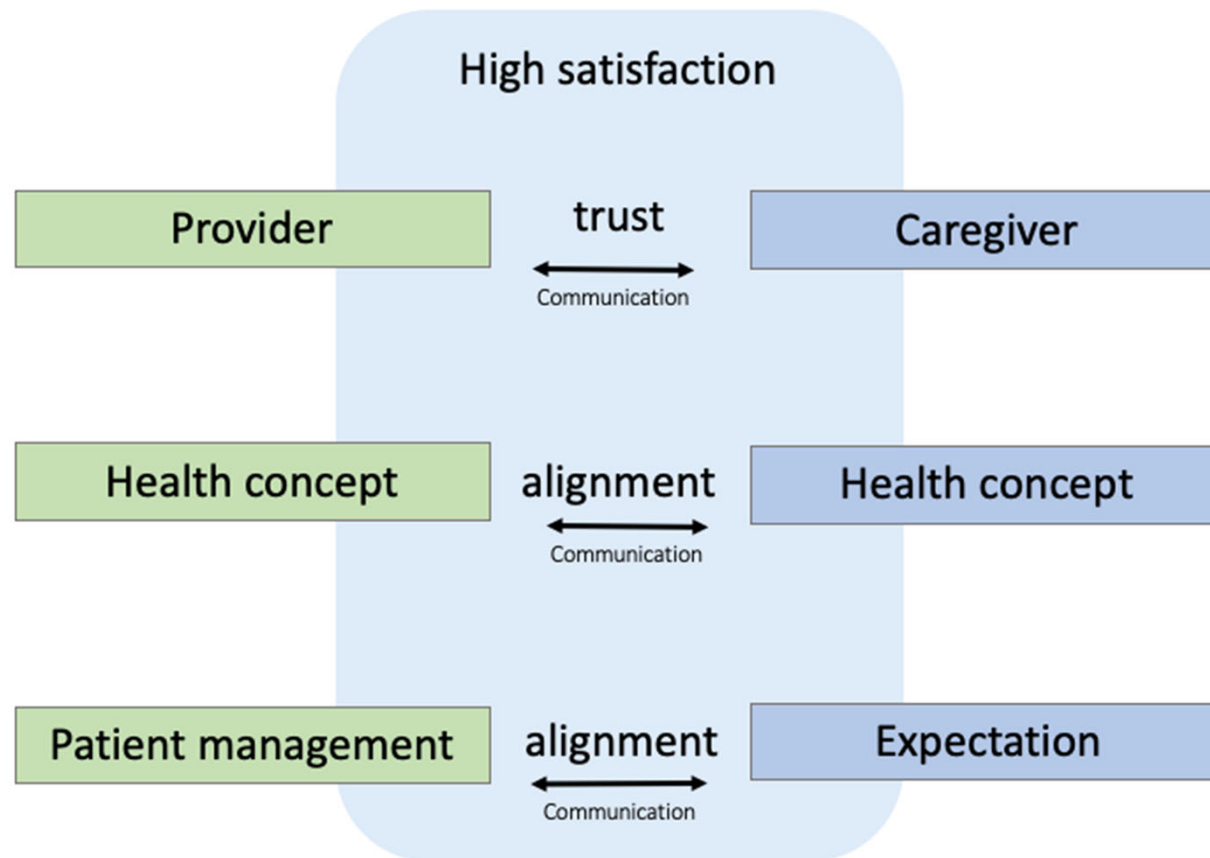 High satisfaction
Provider
trust
Caregiver
Communication
Health concept
alignment
Health concept
Communication
Patient management
alignment
Expectation
Communication